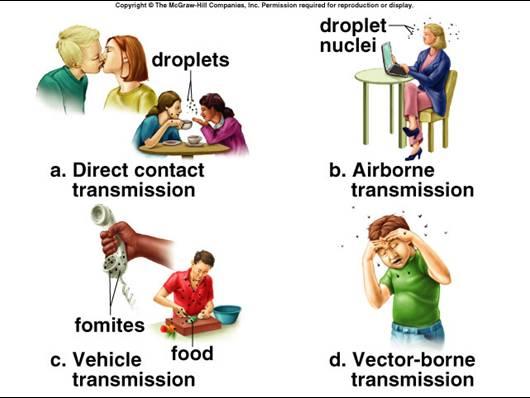 Copyright © The McGraw-Hill Companies, Inc. Permission required for reproduction or display.
droplets
a. Direct contact
transmission
droplet
nuclei
b. Airborne
transmission
fomites
food
c. Vehicle
transmission
d. Vector-borne
transmission